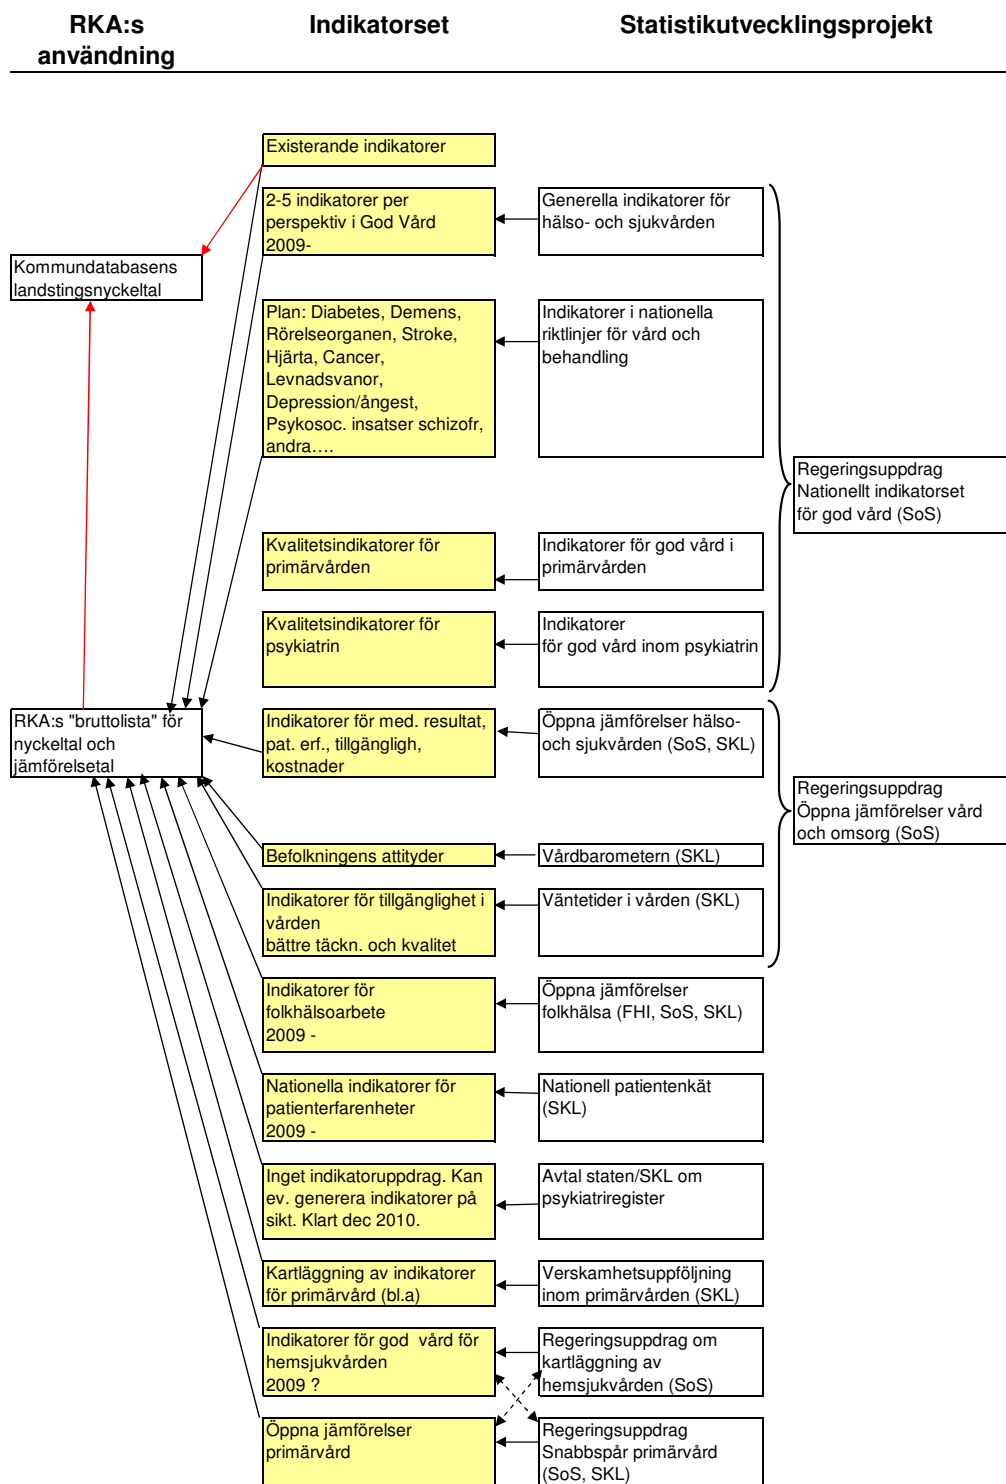 RKA:s
användning
Indikatorset
Statistikutvecklingsprojekt
Existerande indikatorer
2-5 indikatorer per
perspektiv i God Vård
2009-
Generella indikatorer för
hälso- och sjukvården
Kommundatabasens
landstingsnyckeltal
Plan: Diabetes, Demens,
Rörelseorganen, Stroke,
Hjärta, Cancer,
Levnadsvanor,
Depression/ångest,
Psykosoc. insatser schizofr,
andra….
Indikatorer i nationella
riktlinjer för vård och
behandling
Regeringsuppdrag
Nationellt indikatorset
för god vård (SoS)
Kvalitetsindikatorer för
primärvården
Indikatorer för god vård i
primärvården
Kvalitetsindikatorer för
psykiatrin
Indikatorer
för god vård inom psykiatrin
RKA:s "bruttolista" för
nyckeltal och
jämförelsetal
Indikatorer för med. resultat,
pat. erf., tillgängligh,
kostnader
Öppna jämförelser hälso-
och sjukvården (SoS, SKL)
Regeringsuppdrag
Öppna jämförelser vård
och omsorg (SoS)
Befolkningens attityder
Vårdbarometern (SKL)
Indikatorer för tillgänglighet i
vården
bättre täckn. och kvalitet
Väntetider i vården (SKL)
Indikatorer för
folkhälsoarbete
2009 -
Öppna jämförelser
folkhälsa (FHI, SoS, SKL)
Nationella indikatorer för
patienterfarenheter
2009 -
Nationell patientenkät
(SKL)
Inget indikatoruppdrag. Kan
ev. generera indikatorer på
sikt. Klart dec 2010.
Avtal staten/SKL om
psykiatriregister
Kartläggning av indikatorer
för primärvård (bl.a)
Verskamhetsuppföljning
inom primärvården (SKL)
Indikatorer för god  vård för
hemsjukvården
2009 ?
Regeringsuppdrag om
kartläggning av
hemsjukvården (SoS)
Öppna jämförelser
primärvård
Regeringsuppdrag
Snabbspår primärvård
(SoS, SKL)